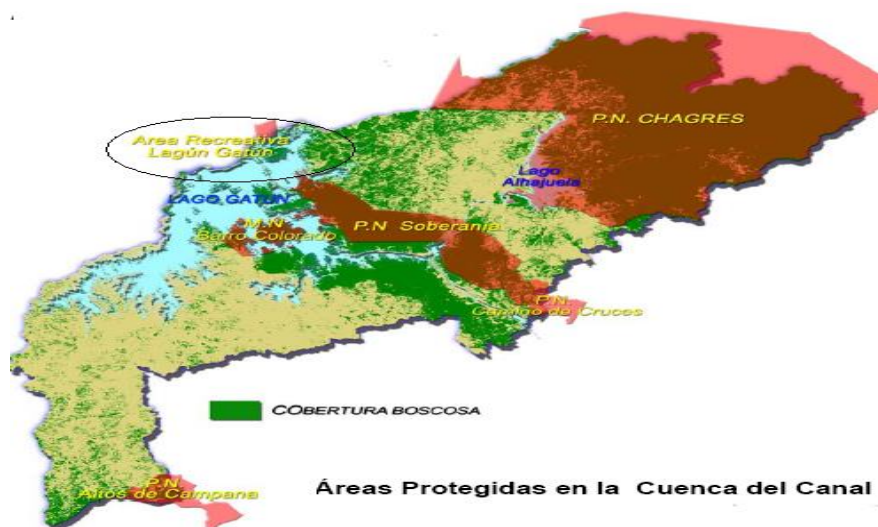 P.N. CHAGRES
Area Recreativa
Lagún Gatún
Lago
Alhajuela
LAGO GATUN
M.N
Barro Colorado
P.N Soberania
P.N.
Camino de Cruces
COBERTURA BOSCOSA
P.N.
Altos de Campana
Áreas Protegidas en la Cuenca del Canal